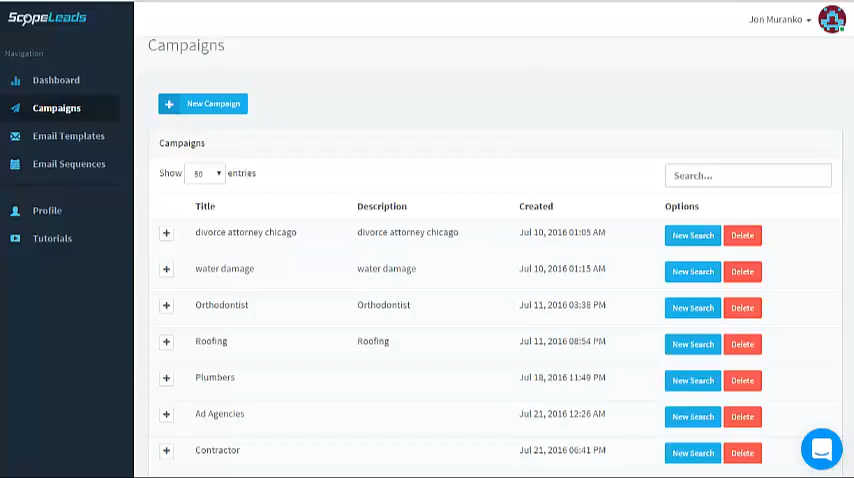 ScopeLeads
Jon Muranko
Navigation
Dashboard
Campaigns
Email Templates
Email Sequences
Profile
Tutorials
Campaigns
+ New Campaign
Campaigns
Show 50 entries
Search...
Title Description Created Options
+ divorce attorney chicago divorce attorney chicago Jul 10, 2016 01:05 AM New Search Delete
+ water damage water damage Jul 10, 2016 01:15 AM New Search Delete
+ Orthodontist Orthodontist Jul 11, 2016 03:38 PM New Search Delete
+ Roofing Roofing Jul 11, 2016 08:54 PM New Search Delete
+ Plumbers Jul 18, 2016 11:49 PM New Search Delete
+ Ad Agencies Jul 21, 2016 12:26 AM New Search Delete
+ Contractor Jul 21, 2016 06:41 PM New Search Delete